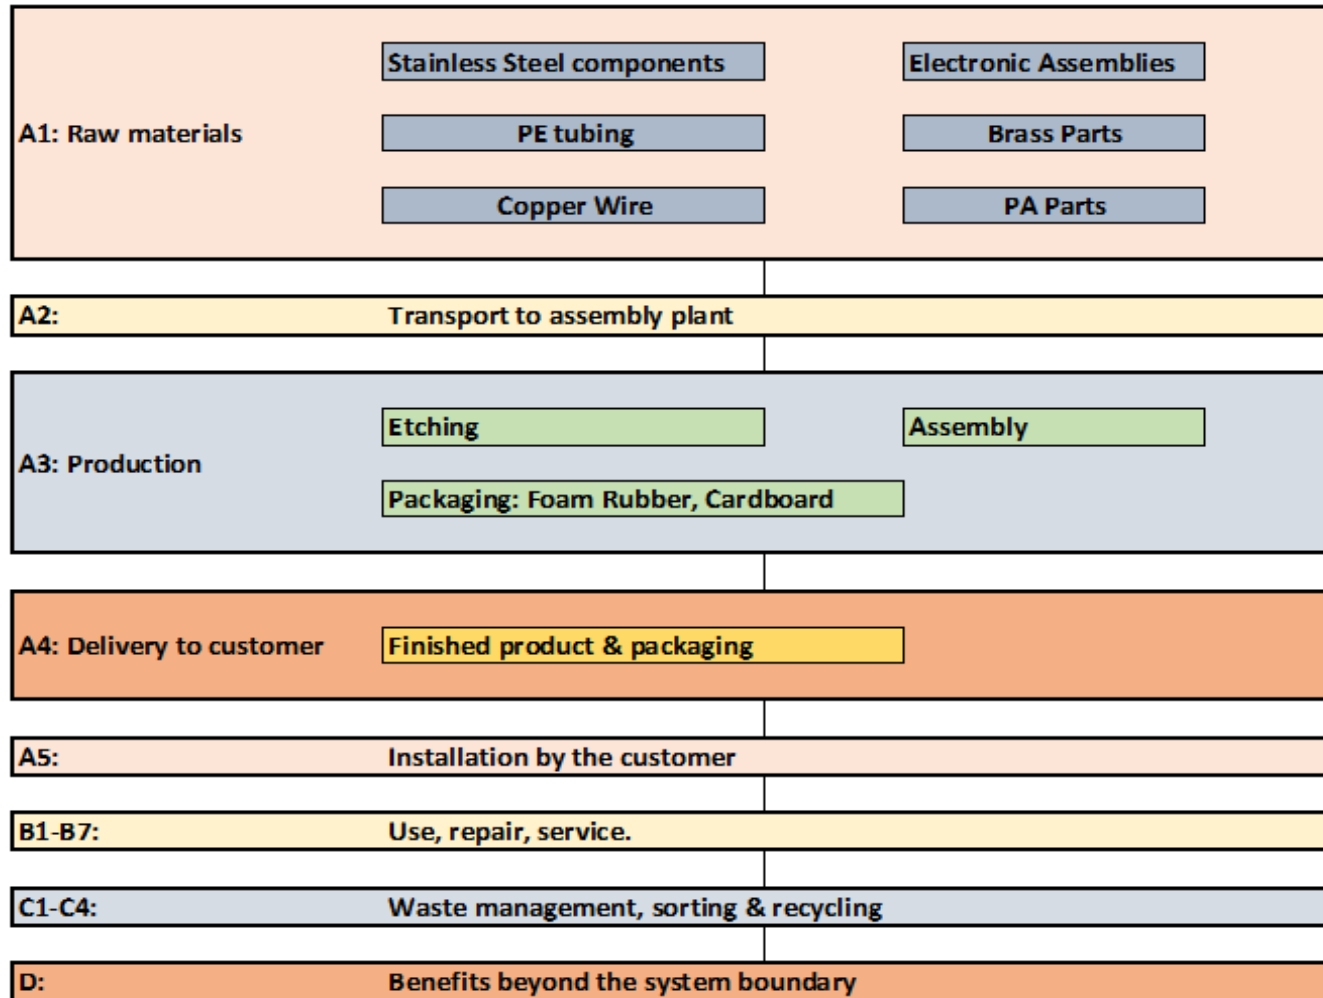 Stainless Steel components
Electronic Assemblies
A1: Raw materials
PE tubing
Brass Parts
Copper Wire
PA Parts
A2:
Transport to assembly plant
Etching
Assembly
A3: Production
Packaging: Foam Rubber, Cardboard
A4: Delivery to customer
Finished product & packaging
A5:
Installation by the customer
B1-B7:
Use, repair, service.
C1-C4:
Waste management, sorting & recycling
D:
Benefits beyond the system boundary